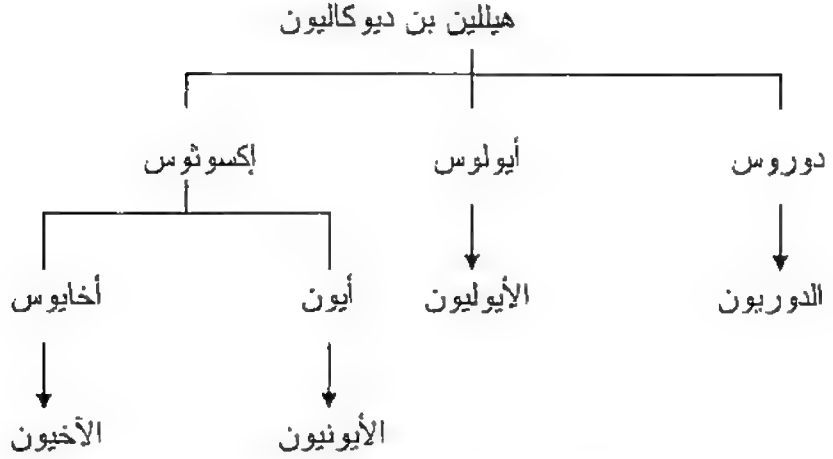 هيللين بن ديوكاليون
دوروس أيولوس إكسوثوس
الدوريون الأيوليون أيون أخايوس
الأيونيون الآخيون